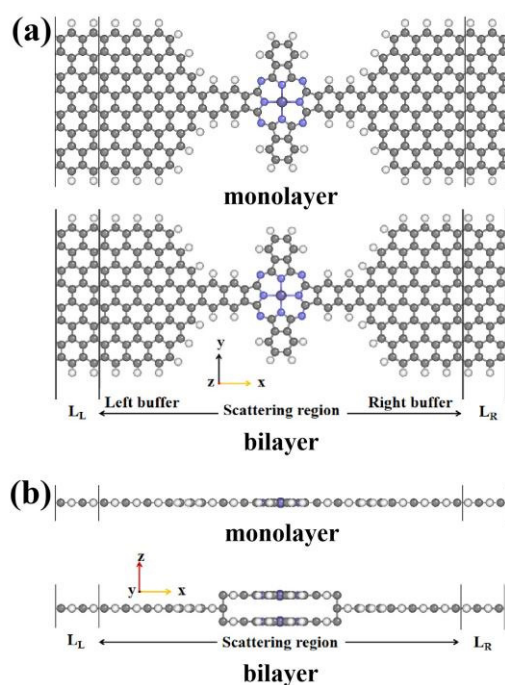 (a)
monolayer
y
z x
L_L Left buffer Scattering region Right buffer L_R
bilayer
(b)
monolayer
z
y x
L_L Scattering region L_R
bilayer